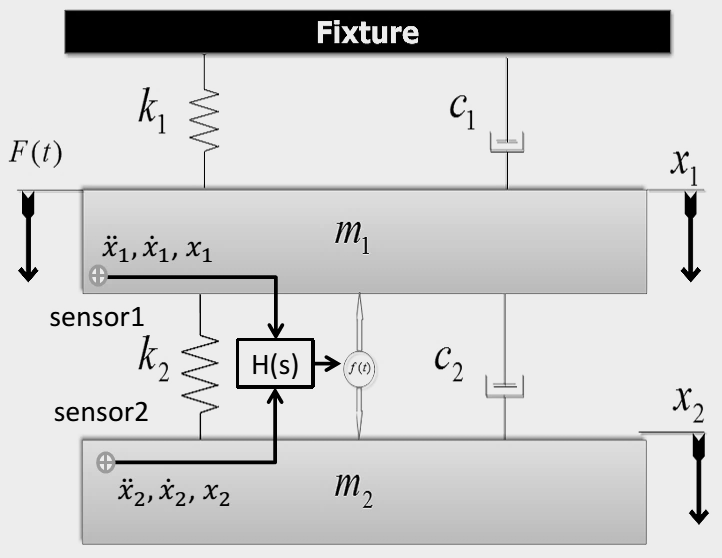 Fixture
k₁
c₁
F(t)
x₁
m₁
ẍ₁, ẋ₁, x₁
sensor1
k₂
H(s)
f(t)
c₂
sensor2
x₂
ẍ₂, ẋ₂, x₂
m₂